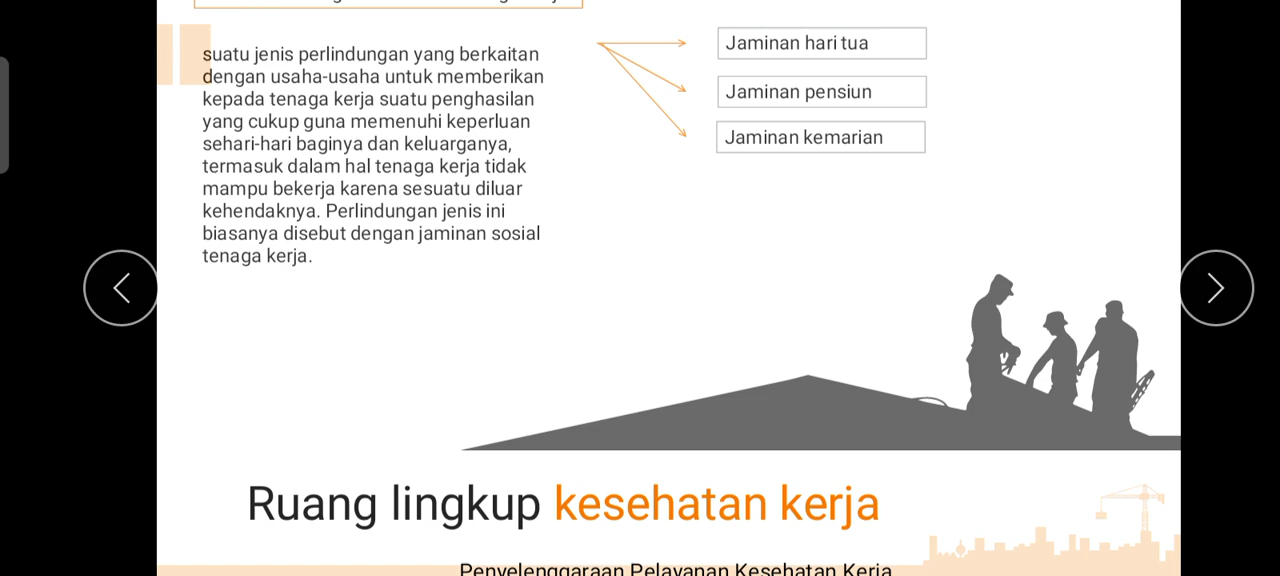 suatu jenis perlindungan yang berkaitan
dengan usaha-usaha untuk memberikan
kepada tenaga kerja suatu penghasilan
yang cukup guna memenuhi keperluan
sehari-hari baginya dan keluarganya,
termasuk dalam hal tenaga kerja tidak
mampu bekerja karena sesuatu diluar
kehendaknya. Perlindungan jenis ini
biasanya disebut dengan jaminan sosial
tenaga kerja.
Jaminan hari tua
Jaminan pensiun
Jaminan kemarian
Ruang lingkup kesehatan kerja
Penyelenggaraan Pelayanan Kesehatan Kerja